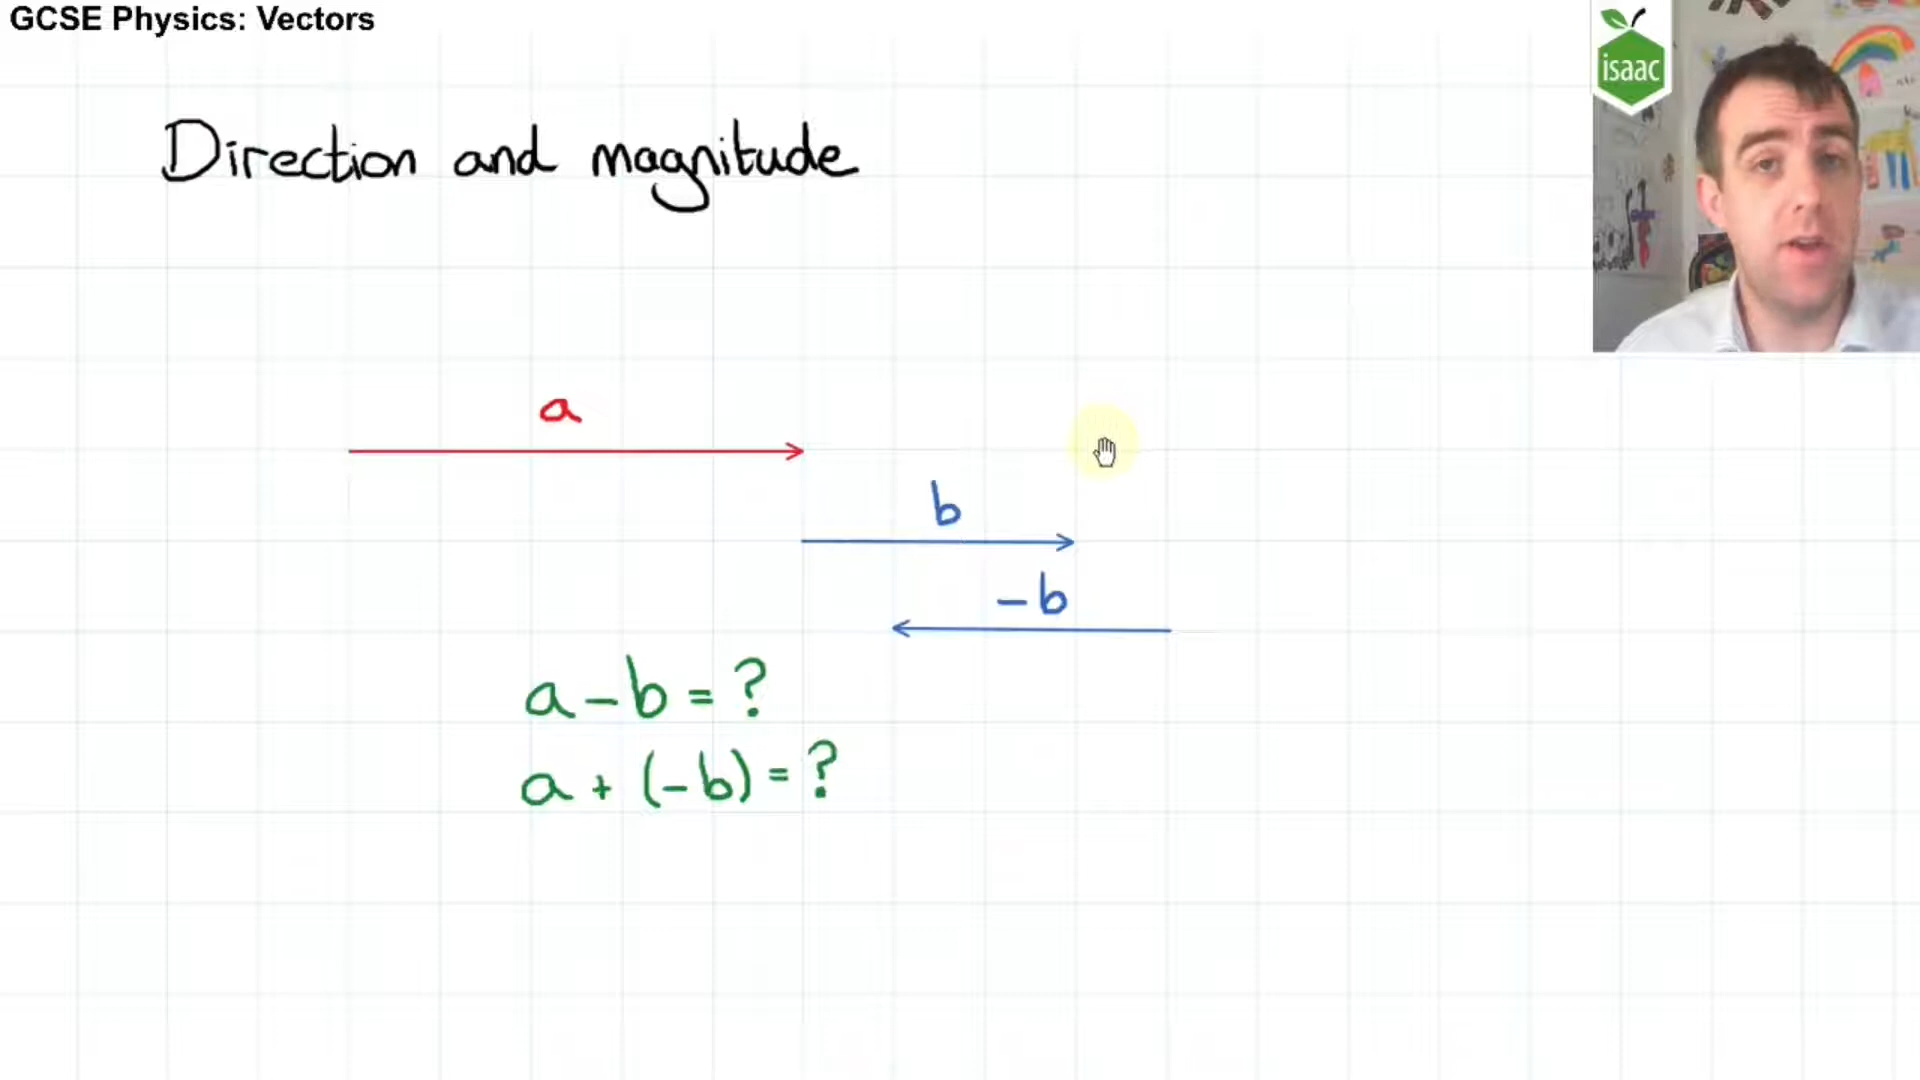 GCSE Physics: Vectors
isaac
Direction and magnitude
a
b
-b
a-b=?
a+(-b)=?